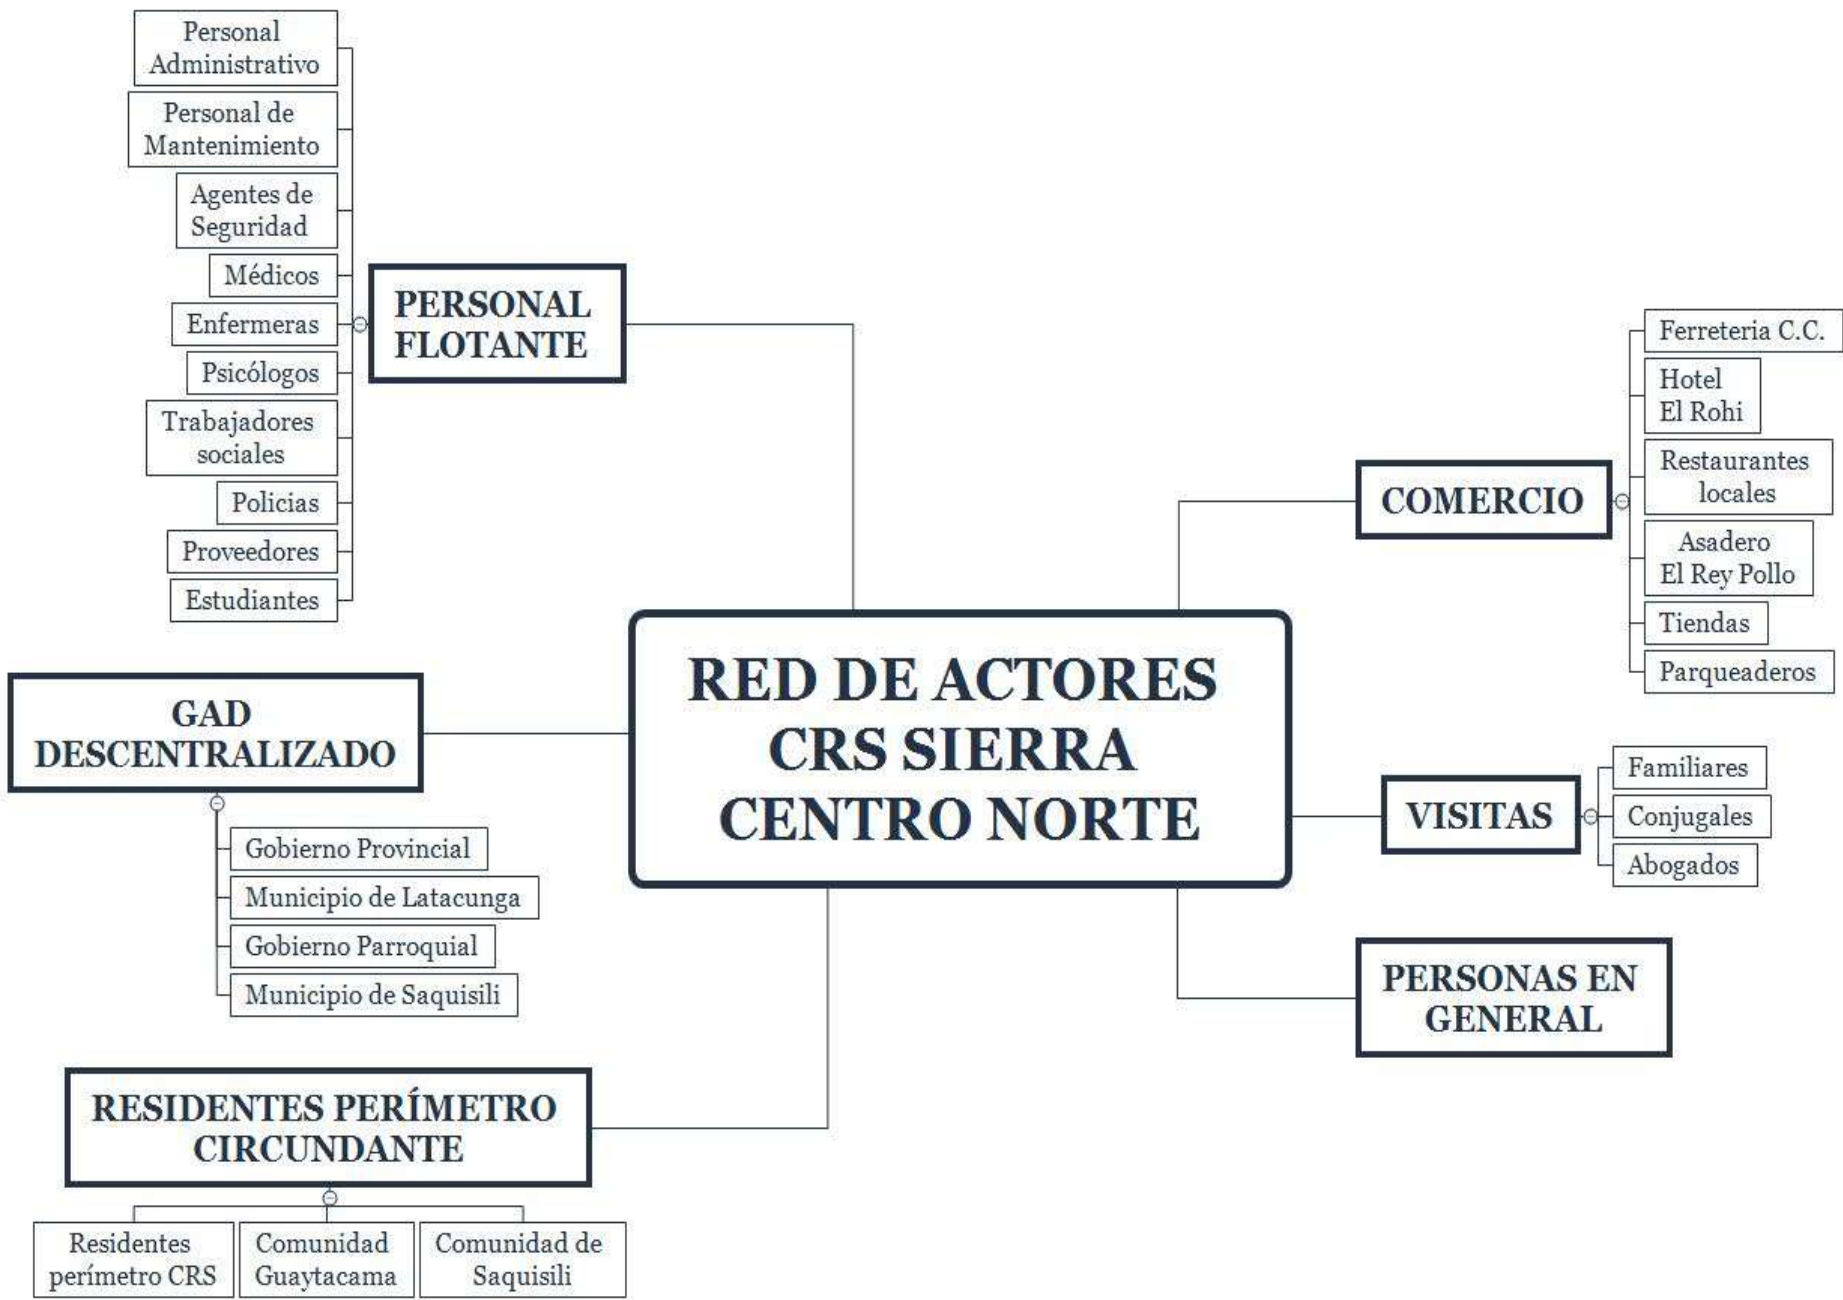 Personal
Administrativo
Personal de
Mantenimiento
Agentes de
Seguridad
Médicos
Enfermeras
Psicólogos
Trabajadores
sociales
Policias
Proveedores
Estudiantes
PERSONAL
FLOTANTE
GAD
DESCENTRALIZADO
Gobierno Provincial
Municipio de Latacunga
Gobierno Parroquial
Municipio de Saquisili
RESIDENTES PERÍMETRO
CIRCUNDANTE
Residentes
perímetro CRS
Comunidad
Guaytacama
Comunidad de
Saquisili
RED DE ACTORES
CRS SIERRA
CENTRO NORTE
COMERCIO
Ferreteria C.C.
Hotel
El Rohi
Restaurantes
locales
Asadero
El Rey Pollo
Tiendas
Parqueaderos
VISITAS
Familiares
Conjugales
Abogados
PERSONAS EN
GENERAL